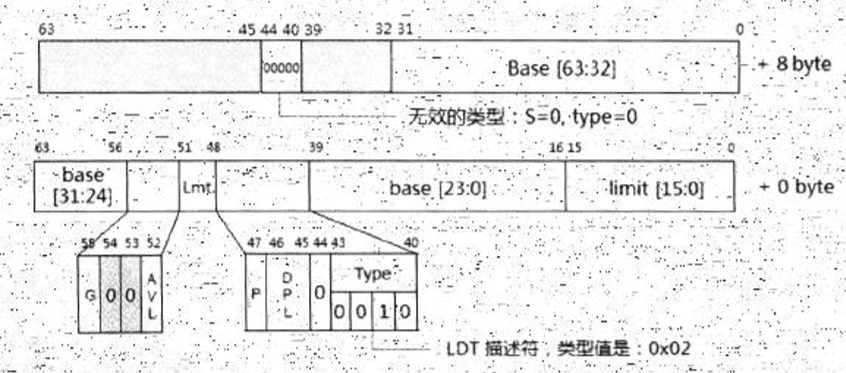 63 45 44 40 39 32 31 0
00000 Base [63:32] + 8 byte
无效的类型：S=0, type=0
63 56 51 48 39 16 15 0
base [31:24] Lmt. base [23:0] limit [15:0] + 0 byte
55 54 53 52 47 46 45 44 43 40
G 0 0 AVL P DPL 0 Type
0 0 1 0
LDT 描述符，类型值是：0x02